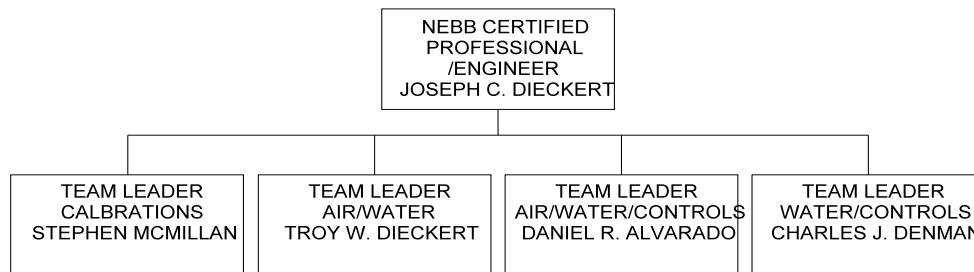 NEBB CERTIFIED
PROFESSIONAL
/ENGINEER
JOSEPH C. DIECKERT
TEAM LEADER
CALBRATIONS
STEPHEN MCMILLAN
TEAM LEADER
AIR/WATER
TROY W. DIECKERT
TEAM LEADER
AIR/WATER/CONTROLS
DANIEL R. ALVARADO
TEAM LEADER
WATER/CONTROLS
CHARLES J. DENMAN